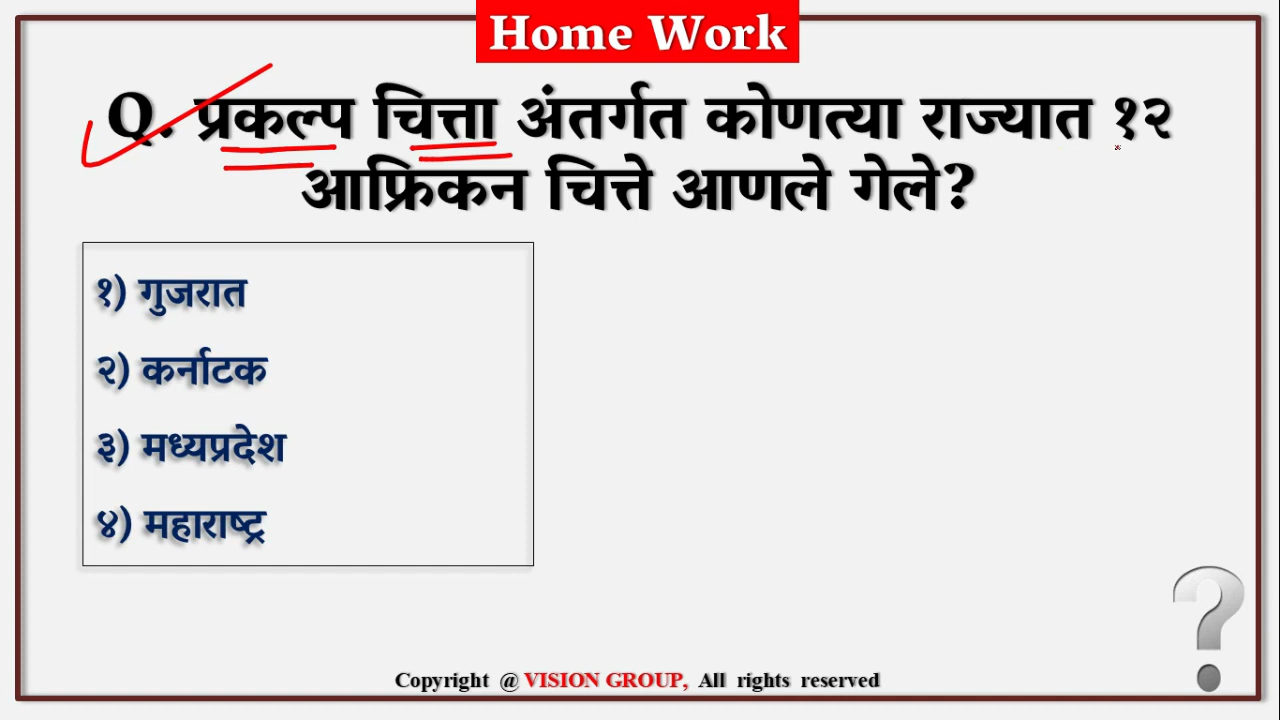 Home Work
Q. प्रकल्प चित्ता अंतर्गत कोणत्या राज्यात १२
आफ्रिकन चित्ते आणले गेले?
१) गुजरात
२) कर्नाटक
३) मध्यप्रदेश
४) महाराष्ट्र
Copyright @ VISION GROUP, All rights reserved